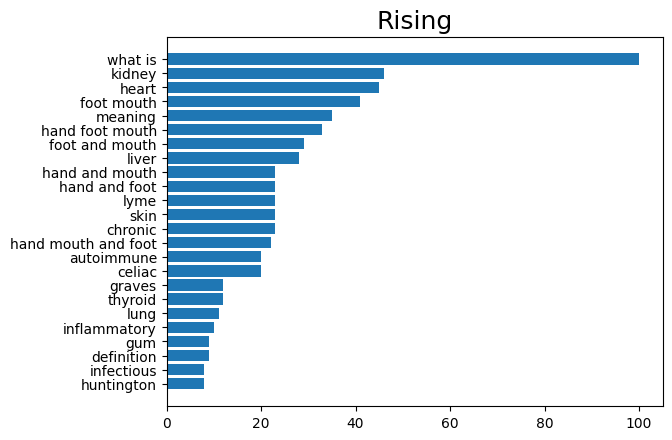 Rising
what is
kidney
heart
foot mouth
meaning
hand foot mouth
foot and mouth
liver
hand and mouth
hand and foot
lyme
skin
chronic
hand mouth and foot
autoimmune
celiac
graves
thyroid
lung
inflammatory
gum
definition
infectious
huntington
0 20 40 60 80 100